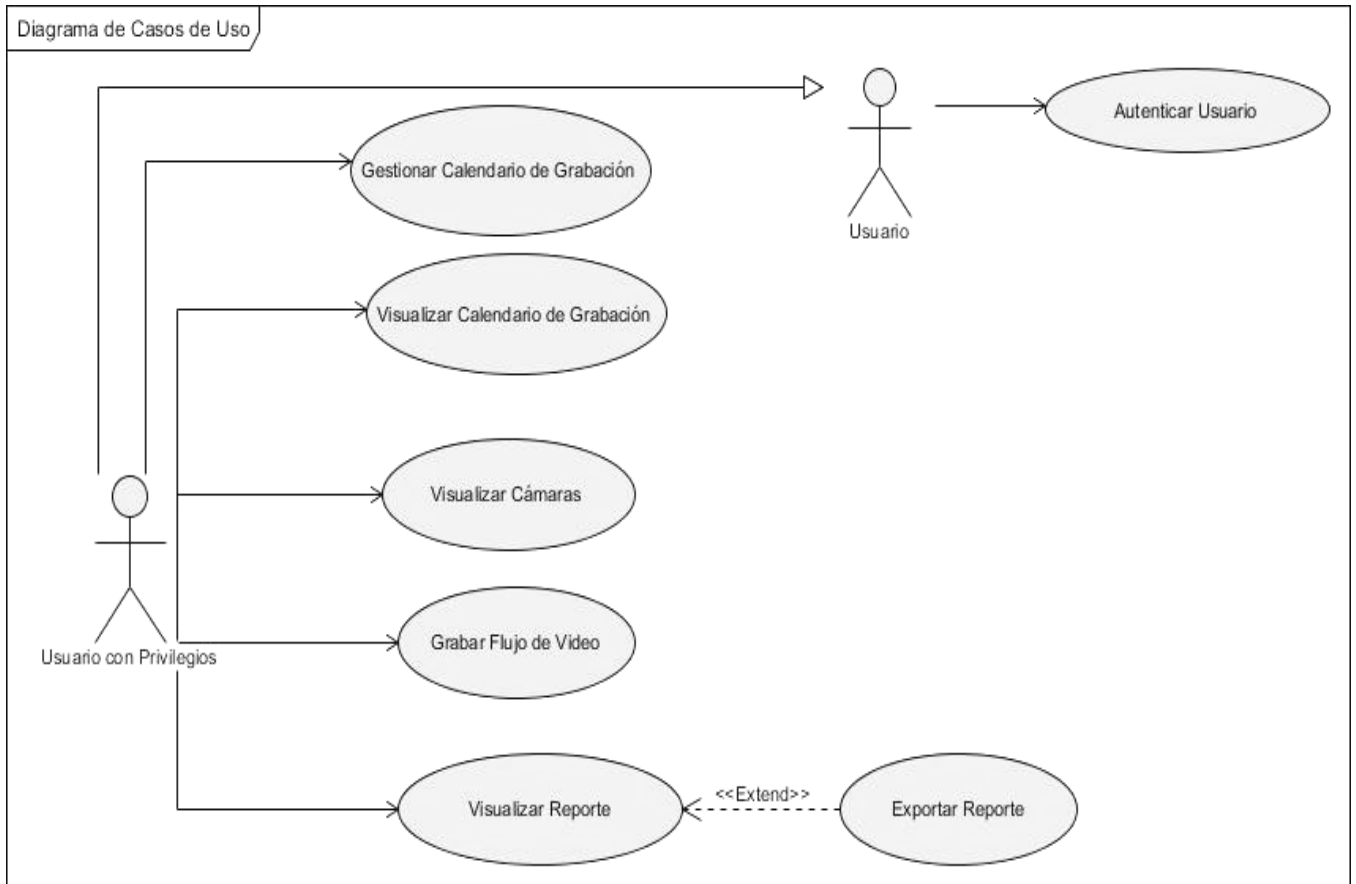 Diagrama de Casos de Uso
Autenticar Usuario
Gestionar Calendario de Grabación
Usuario
Visualizar Calendario de Grabación
Visualizar Cámaras
Grabar Flujo de Video
Usuario con Privilegios
<<Extend>>
Visualizar Reporte
Exportar Reporte